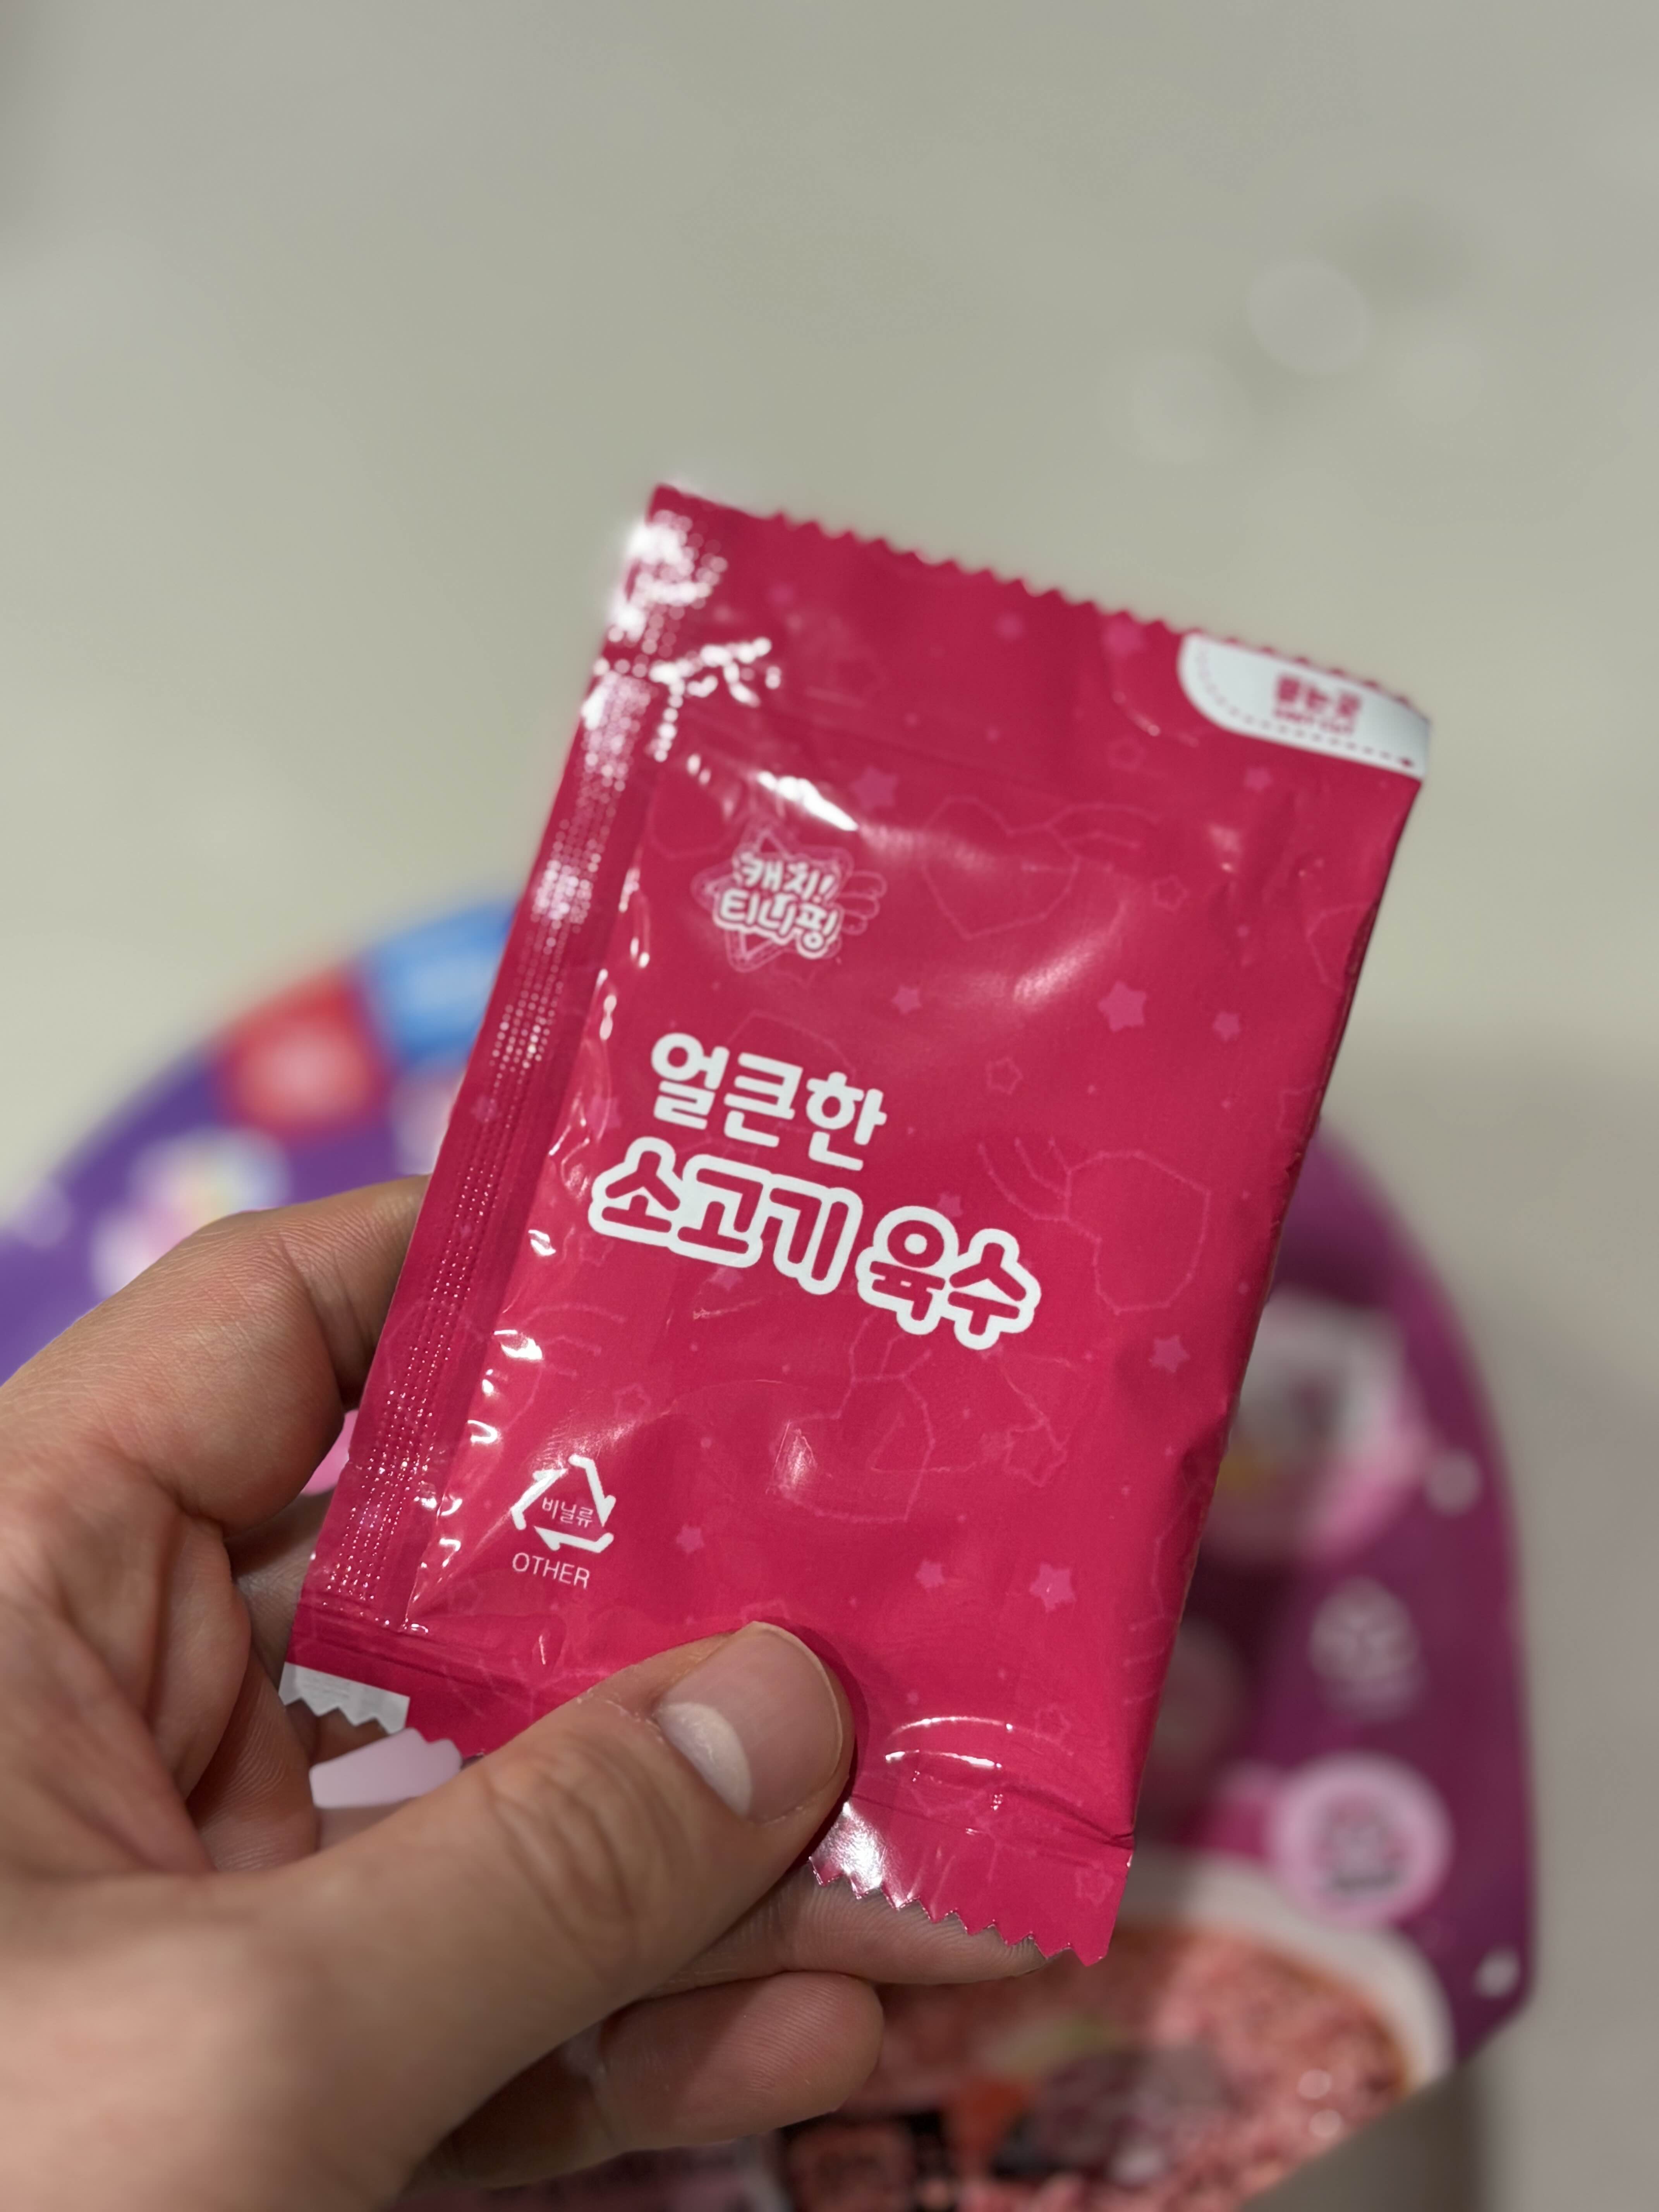 캐치!
티니핑
얼큰한
소고기 육수
비닐류
OTHER